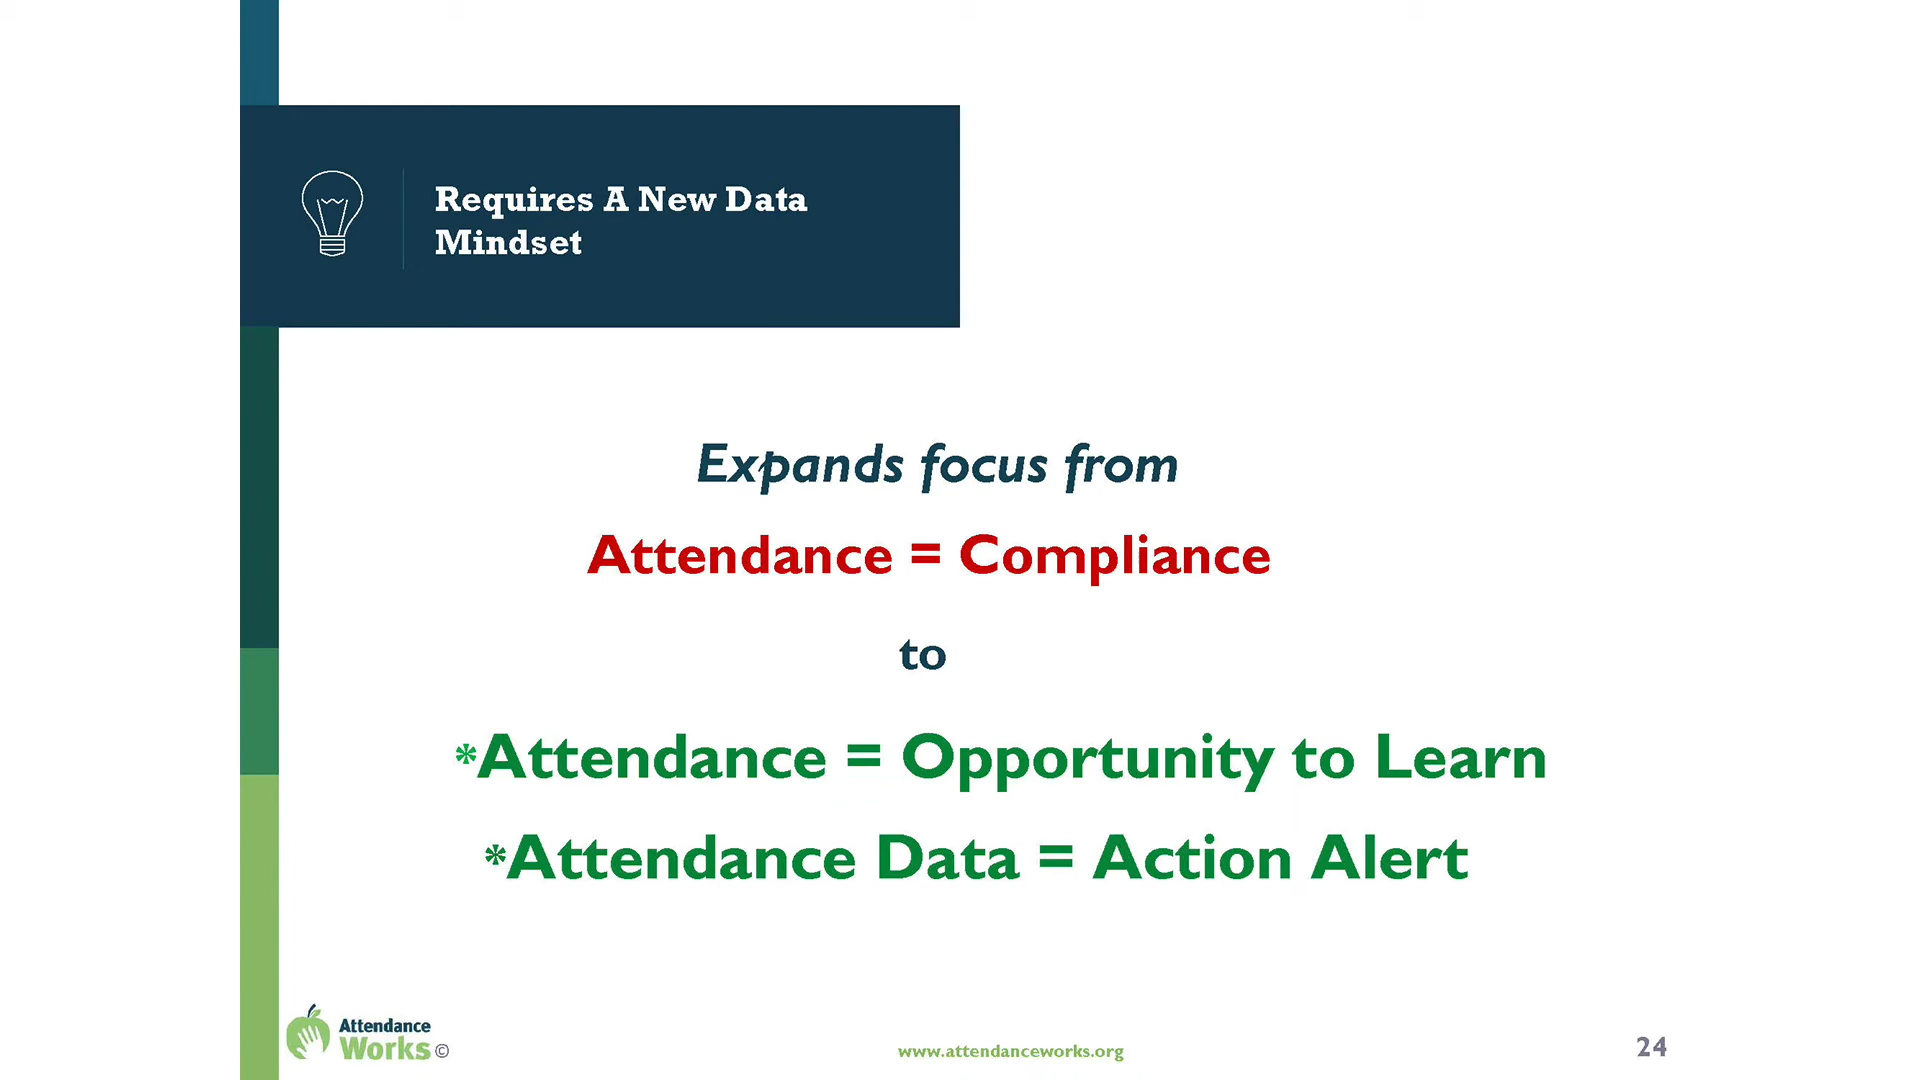 Requires A New Data
Mindset
Expands focus from
Attendance = Compliance
to
*Attendance = Opportunity to Learn
*Attendance Data = Action Alert
Attendance
Works ©
www.attendanceworks.org
24